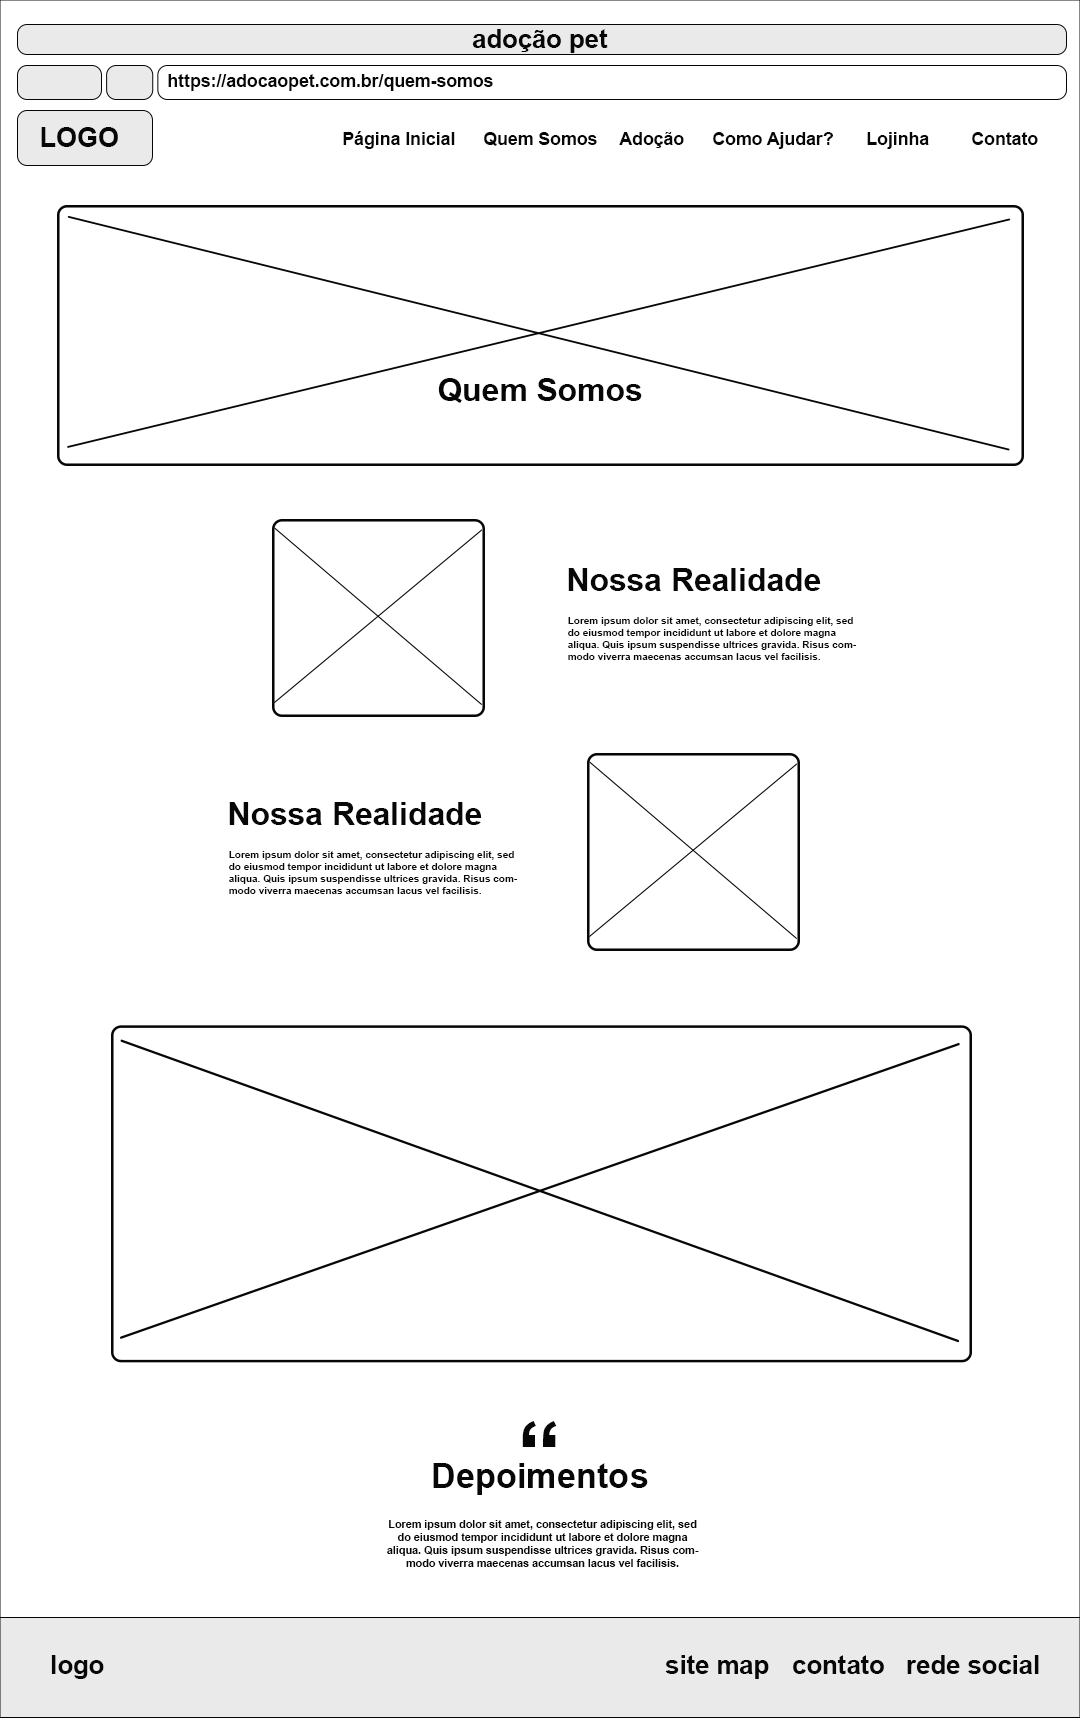 adoção pet
https://adocaopet.com.br/quem-somos
LOGO
Página Inicial Quem Somos Adoção Como Ajudar? Lojinha Contato
Quem Somos
Nossa Realidade
Lorem ipsum dolor sit amet, consectetur adipiscing elit, sed
do eiusmod tempor incididunt ut labore et dolore magna
aliqua. Quis ipsum suspendisse ultrices gravida. Risus com-
modo viverra maecenas accumsan lacus vel facilisis.
Nossa Realidade
Lorem ipsum dolor sit amet, consectetur adipiscing elit, sed
do eiusmod tempor incididunt ut labore et dolore magna
aliqua. Quis ipsum suspendisse ultrices gravida. Risus com-
modo viverra maecenas accumsan lacus vel facilisis.
“
Depoimentos
Lorem ipsum dolor sit amet, consectetur adipiscing elit, sed
do eiusmod tempor incididunt ut labore et dolore magna
aliqua. Quis ipsum suspendisse ultrices gravida. Risus com-
modo viverra maecenas accumsan lacus vel facilisis.
logo
site map contato rede social